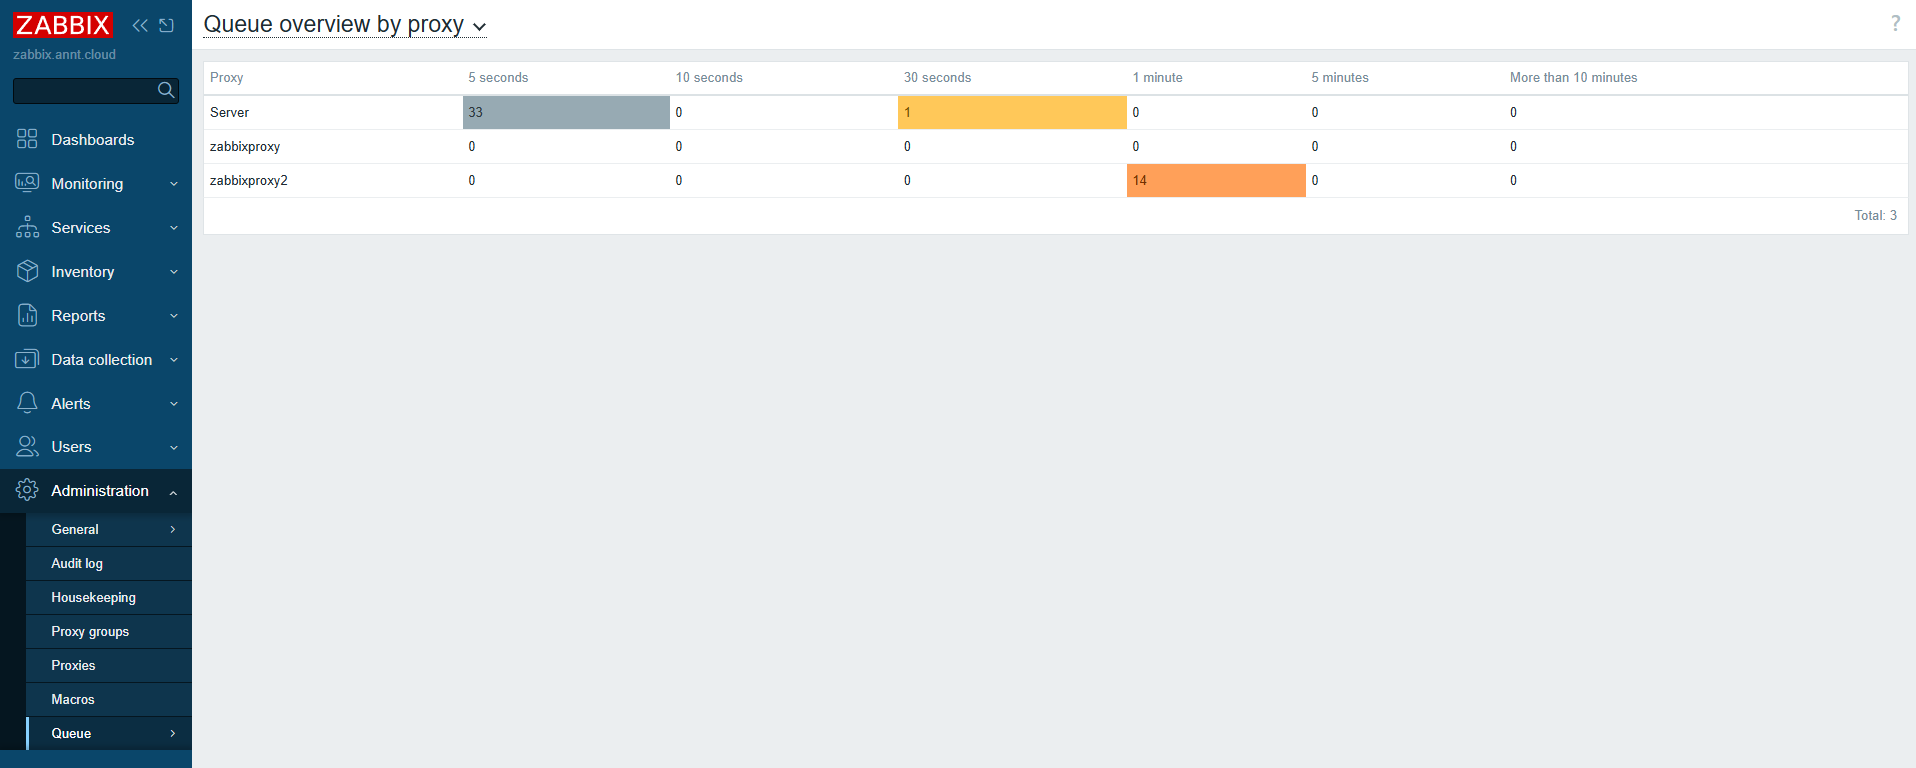 ZABBIX
zabbix.annt.cloud
Dashboards
Monitoring
Services
Inventory
Reports
Data collection
Alerts
Users
Administration
General
Audit log
Housekeeping
Proxy groups
Proxies
Macros
Queue
Queue overview by proxy
?
Proxy 5 seconds 10 seconds 30 seconds 1 minute 5 minutes More than 10 minutes
Server 33 0 1 0 0 0
zabbixproxy 0 0 0 0 0 0
zabbixproxy2 0 0 0 14 0 0
Total: 3